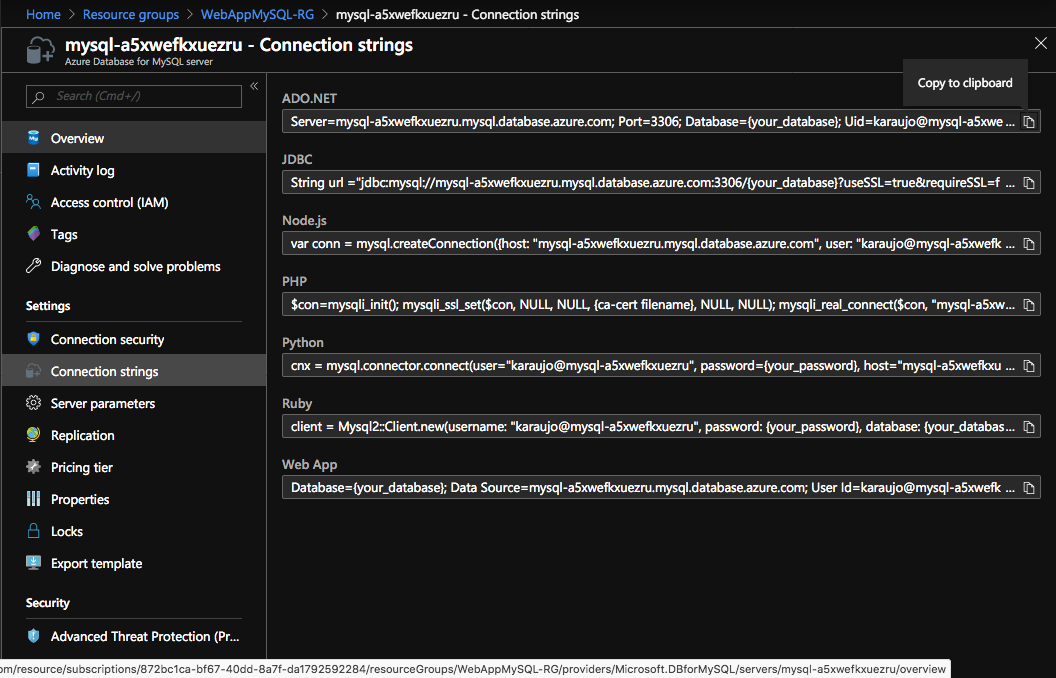 Home > Resource groups > WebAppMySQL-RG > mysql-a5xwefkxuezru - Connection strings
mysql-a5xwefkxuezru - Connection strings
Azure Database for MySQL server
Copy to clipboard
Search (Cmd+/)
«
Overview
Activity log
Access control (IAM)
Tags
Diagnose and solve problems
Settings
Connection security
Connection strings
Server parameters
Replication
Pricing tier
Properties
Locks
Export template
Security
Advanced Threat Protection (Pr...
ADO.NET
Server=mysql-a5xwefkxuezru.mysql.database.azure.com; Port=3306; Database={your_database}; Uid=karaujo@mysql-a5xwe ...
JDBC
String url ="jdbc:mysql://mysql-a5xwefkxuezru.mysql.database.azure.com:3306/{your_database}?useSSL=true&requireSSL=f ...
Node.js
var conn = mysql.createConnection({host: "mysql-a5xwefkxuezru.mysql.database.azure.com", user: "karaujo@mysql-a5xwefk ...
PHP
$con=mysqli_init(); mysqli_ssl_set($con, NULL, NULL, {ca-cert filename}, NULL, NULL); mysqli_real_connect($con, "mysql-a5xw...
Python
cnx = mysql.connector.connect(user="karaujo@mysql-a5xwefkxuezru", password={your_password}, host="mysql-a5xwefkxu ...
Ruby
client = Mysql2::Client.new(username: "karaujo@mysql-a5xwefkxuezru", password: {your_password}, database: {your_databas...
Web App
Database={your_database}; Data Source=mysql-a5xwefkxuezru.mysql.database.azure.com; User Id=karaujo@mysql-a5xwefk ...
om/resource/subscriptions/872bc1ca-bf67-40dd-8a7f-da1792592284/resourceGroups/WebAppMySQL-RG/providers/Microsoft.DBforMySQL/servers/mysql-a5xwefkxuezru/overview